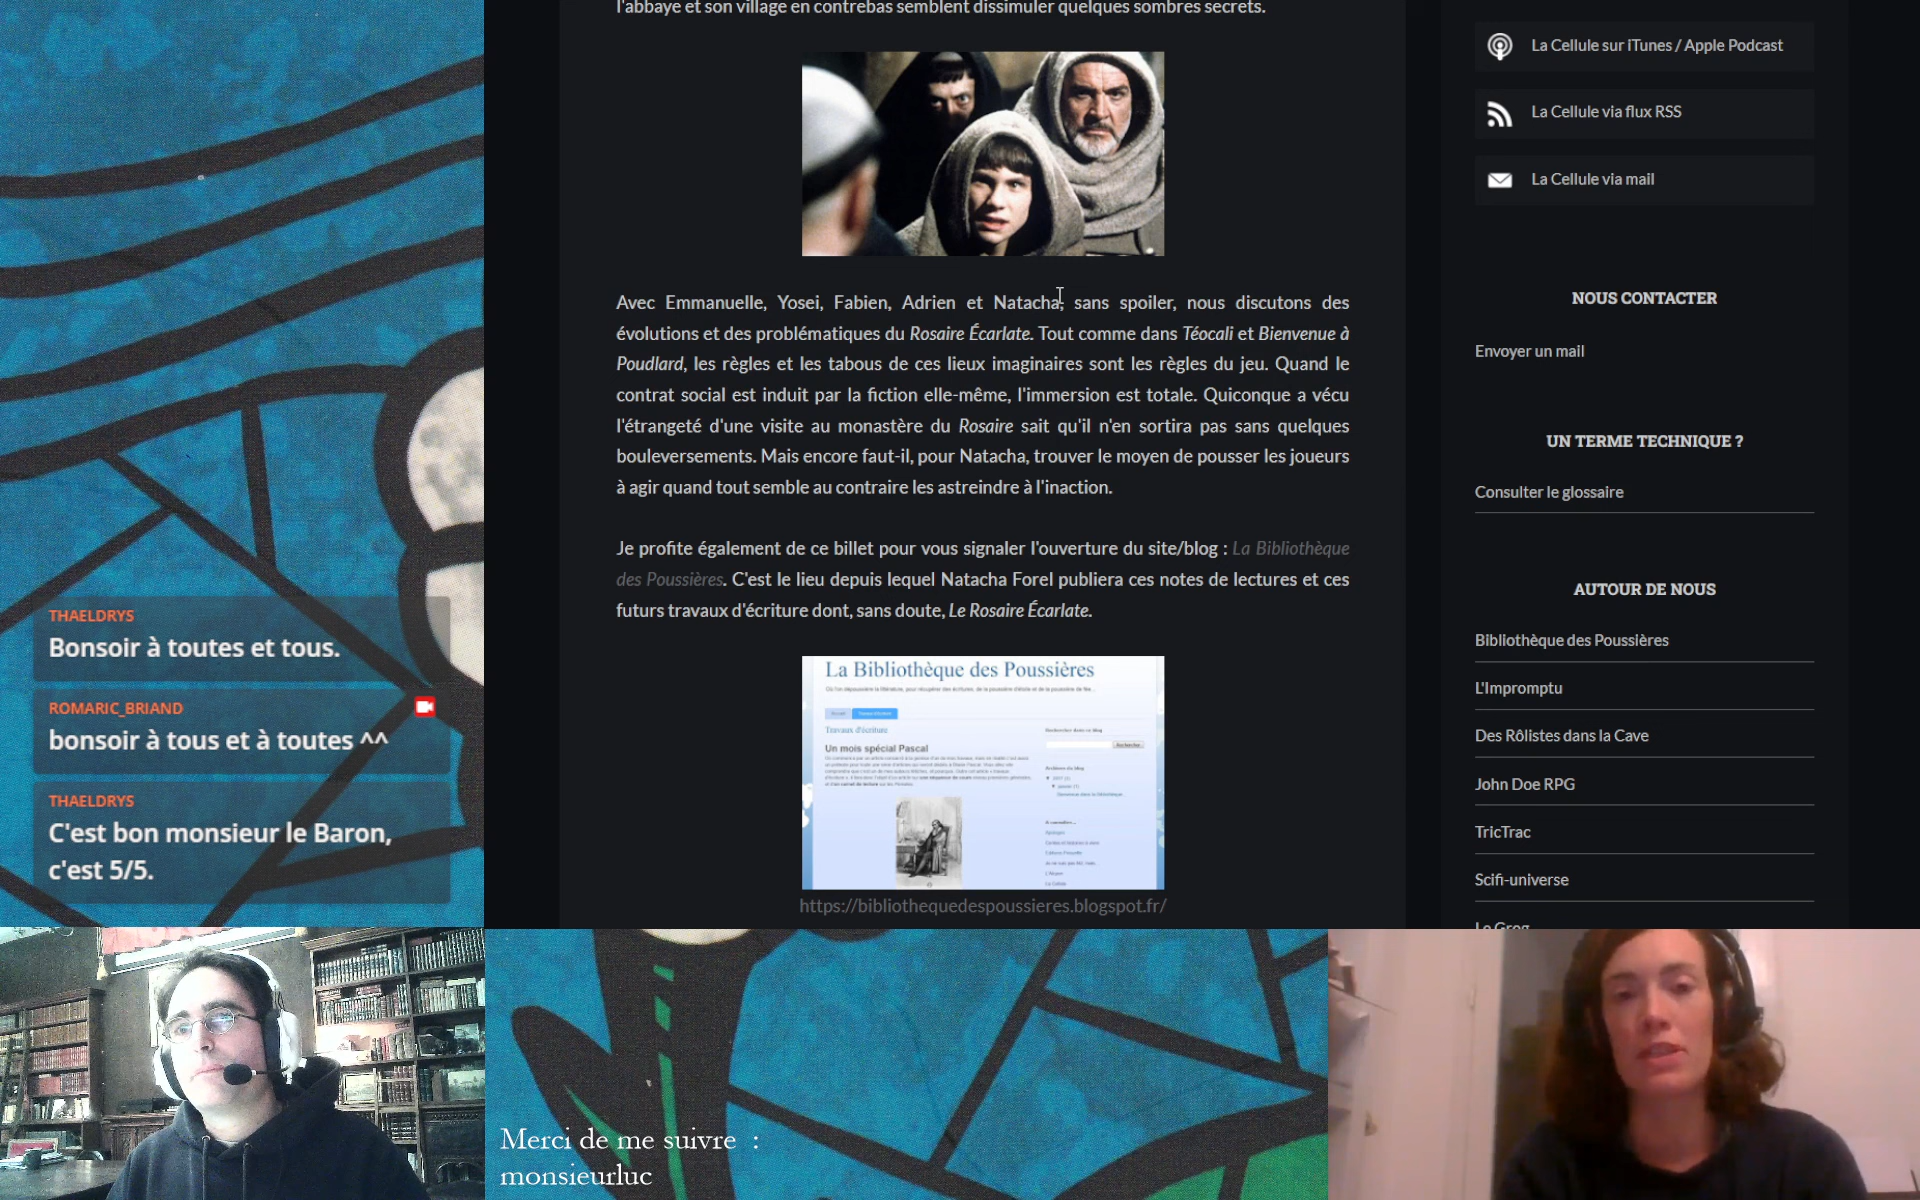 l'abbaye et son village en contrebas semblent dissimuler quelques sombres secrets.
Avec Emmanuelle, Yosei, Fabien, Adrien et Natacha, sans spoiler, nous discutons des
évolutions et des problématiques du Rosaire Écarlate. Tout comme dans Téocali et Bienvenue à
Poudlard, les règles et les tabous de ces lieux imaginaires sont les règles du jeu. Quand le
contrat social est induit par la fiction elle-même, l'immersion est totale. Quiconque a vécu
l'étrangeté d'une visite au monastère du Rosaire sait qu'il n'en sortira pas sans quelques
bouleversements. Mais encore faut-il, pour Natacha, trouver le moyen de pousser les joueurs
à agir quand tout semble au contraire les astreindre à l'inaction.
Je profite également de ce billet pour vous signaler l'ouverture du site/blog : La Bibliothèque
des Poussières. C'est le lieu depuis lequel Natacha Forel publiera ces notes de lectures et ces
futurs travaux d'écriture dont, sans doute, Le Rosaire Écarlate.
La Bibliothèque des Poussières
Travaux d'écriture
Un mois spécial Pascal
Rechercher dans ce blog
Rechercher
https://bibliothequedespoussieres.blogspot.fr/
La Cellule sur iTunes / Apple Podcast
La Cellule via flux RSS
La Cellule via mail
NOUS CONTACTER
Envoyer un mail
UN TERME TECHNIQUE ?
Consulter le glossaire
AUTOUR DE NOUS
Bibliothèque des Poussières
L'Impromptu
Des Rôlistes dans la Cave
John Doe RPG
TricTrac
Scifi-universe
Le Grog
THAELDRYS
Bonsoir à toutes et tous.
ROMARIC_BRIAND
bonsoir à tous et à toutes ^^
THAELDRYS
C'est bon monsieur le Baron,
c'est 5/5.
Merci de me suivre :
monsieurluc